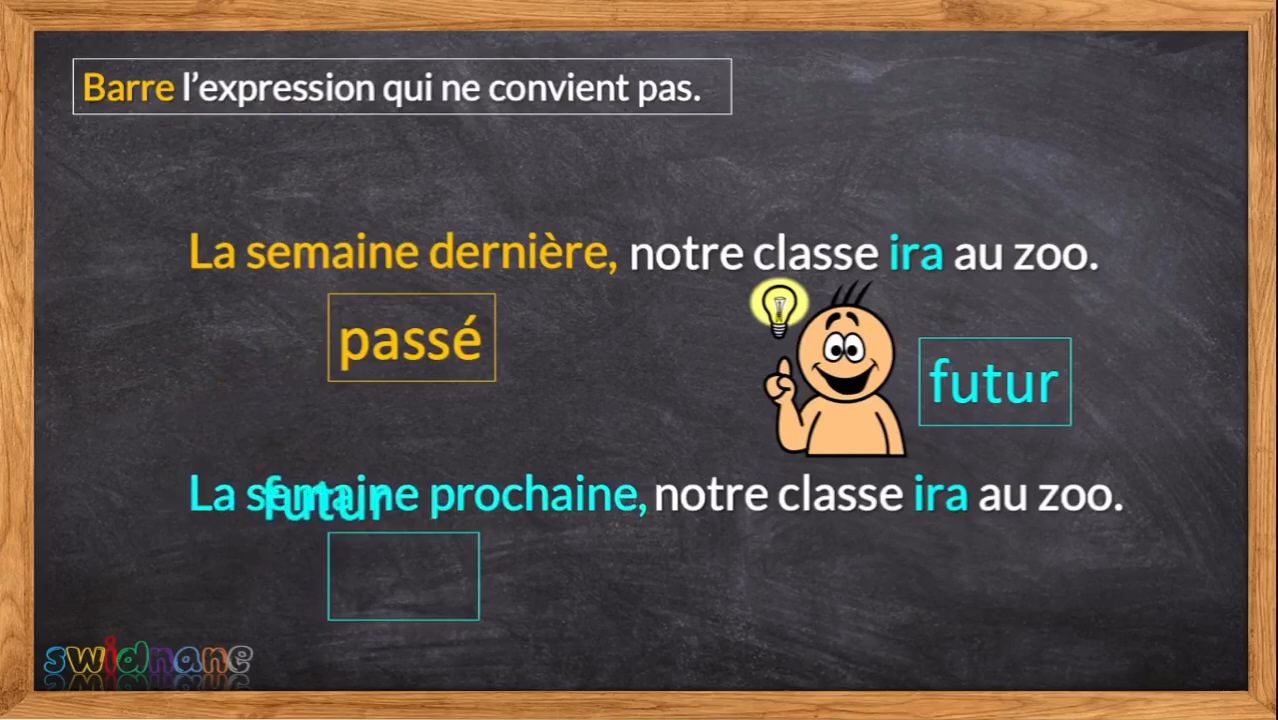 Barre l’expression qui ne convient pas.
La semaine dernière, notre classe ira au zoo.
passé
futur
La semaine prochaine, notre classe ira au zoo.
futur
swidnane